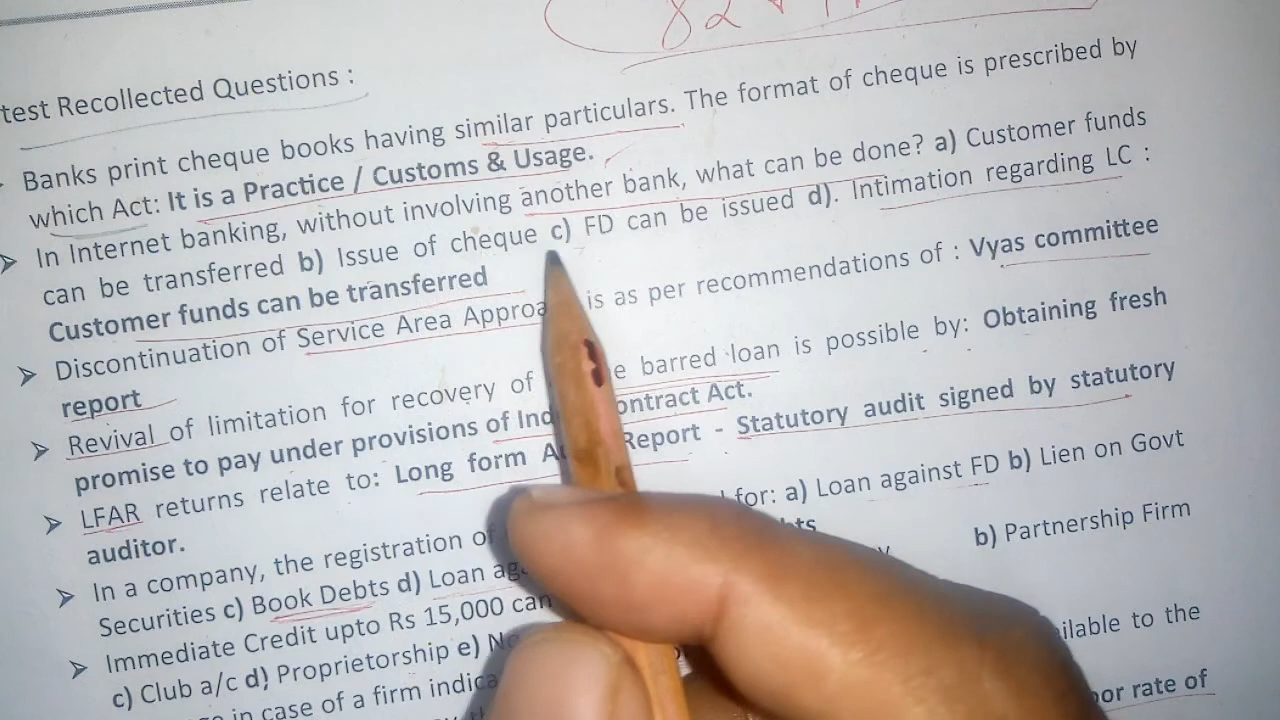 82
test Recollected Questions :
Banks print cheque books having similar particulars. The format of cheque is prescribed by
which Act: It is a Practice / Customs & Usage.
In Internet banking, without involving another bank, what can be done? a) Customer funds
can be transferred b) Issue of cheque c) FD can be issued d). Intimation regarding LC :
Customer funds can be transferred
Discontinuation of Service Area Approa is as per recommendations of : Vyas committee
report
Revival of limitation for recovery of e barred loan is possible by: Obtaining fresh
promise to pay under provisions of Ind ontract Act.
LFAR returns relate to: Long form A Report - Statutory audit signed by statutory
auditor.
In a company, the registration of for: a) Loan against FD b) Lien on Govt
Securities c) Book Debts d) Loan ag bts
Immediate Credit upto Rs 15,000 can y b) Partnership Firm
c) Club a/c d) Proprietorship e) No
in case of a firm indica ilable to the
oor rate of